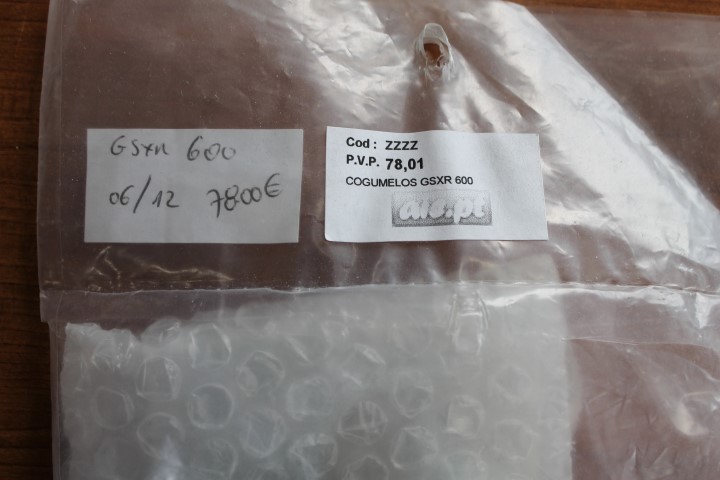 GSXR 600
06/12 78.00€
Cod : ZZZZ
P.V.P. 78,01
COGUMELOS GSXR 600
aic.pt